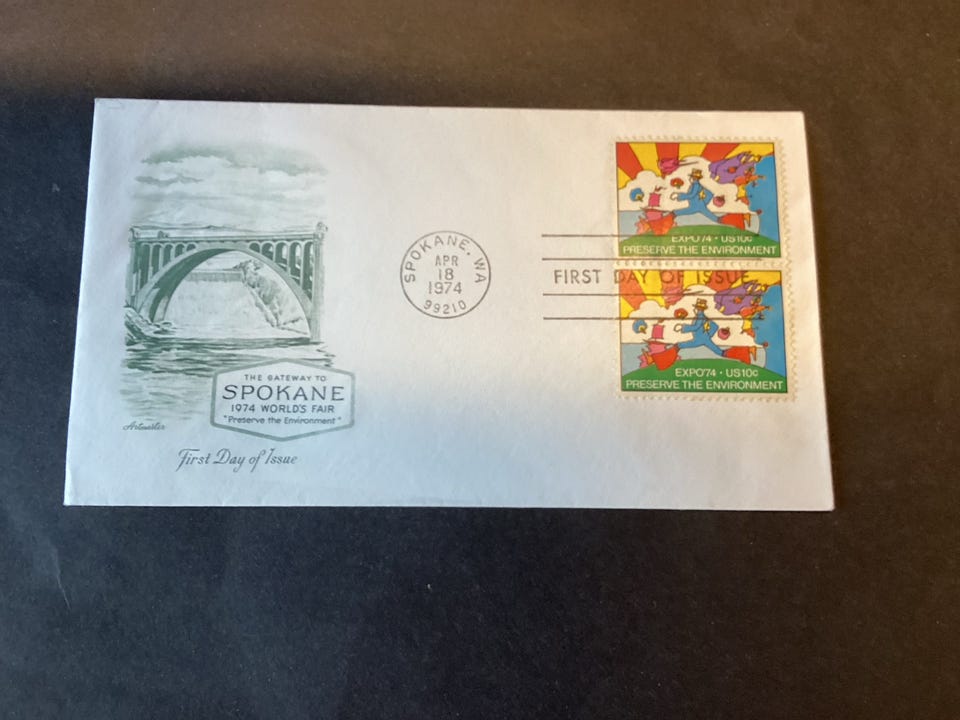 THE GATEWAY TO
SPOKANE
1974 WORLD'S FAIR
"Preserve the Environment"
Artmaster
First Day of Issue
SPOKANE, WA
APR
18
1974
99210
FIRST DAY OF ISSUE
EXPO'74 · US10c
PRESERVE THE ENVIRONMENT
EXPO'74 · US10c
PRESERVE THE ENVIRONMENT